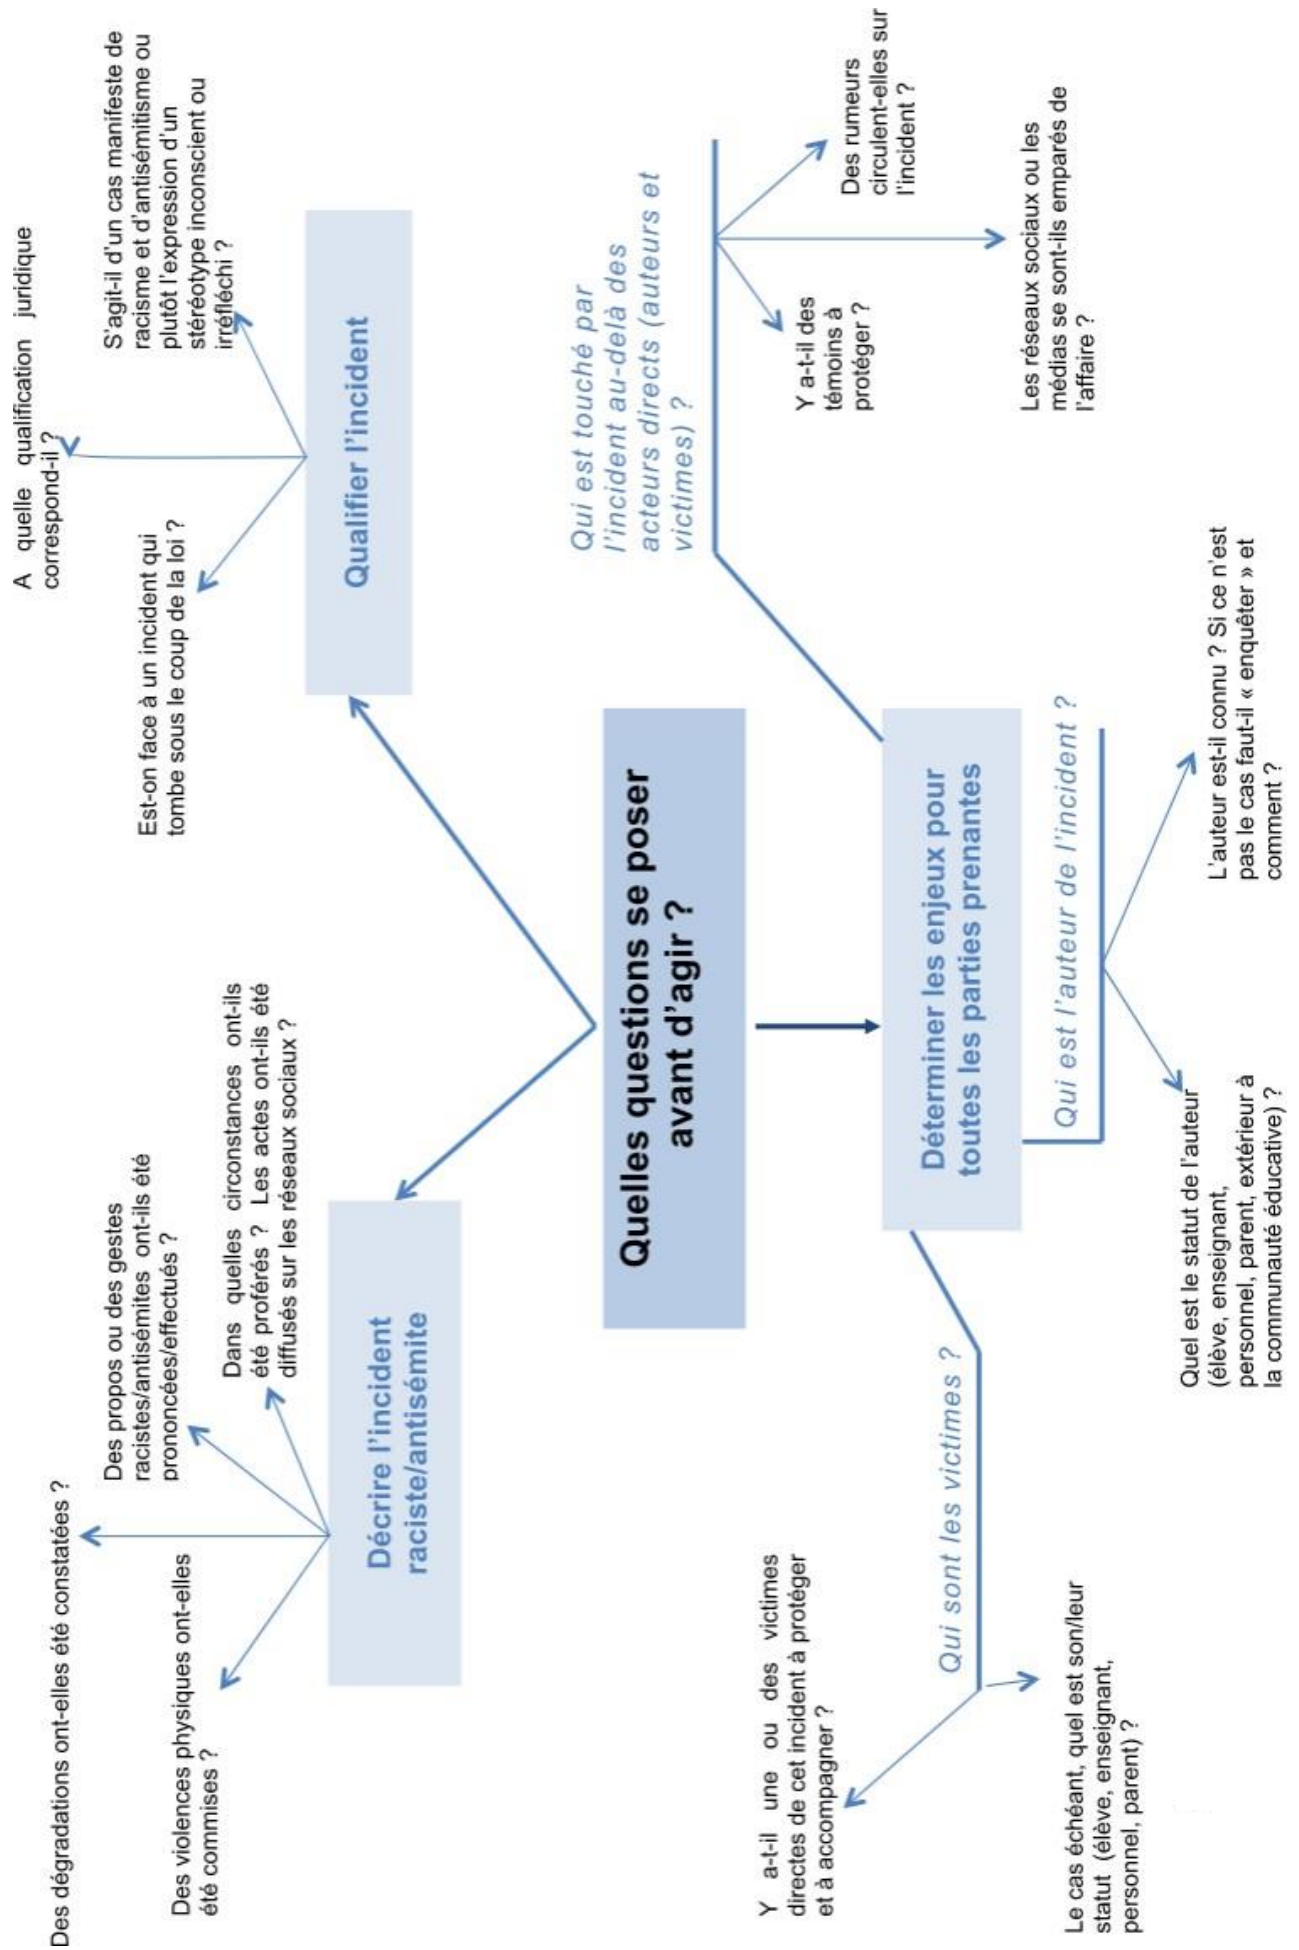 Des dégradations ont-elles été constatées ?
Des propos ou des gestes
racistes/antisémites ont-ils été
prononcées/effectués ?
Des violences physiques ont-elles
été commises ?
Dans quelles circonstances ont-ils
été proférés ? Les actes ont-ils été
diffusés sur les réseaux sociaux ?
Décrire l'incident
raciste/antisémite
A quelle qualification juridique
correspond-il ?
S'agit-il d'un cas manifeste de
racisme et d'antisémitisme ou
plutôt l'expression d'un
stéréotype inconscient ou
irréfléchi ?
Est-on face à un incident qui
tombe sous le coup de la loi ?
Qualifier l'incident
Quelles questions se poser
avant d'agir ?
Déterminer les enjeux pour
toutes les parties prenantes
Qui sont les victimes ?
Y a-t-il une ou des victimes
directes de cet incident à protéger
et à accompagner ?
Le cas échéant, quel est son/leur
statut (élève, enseignant,
personnel, parent) ?
Qui est l'auteur de l'incident ?
Quel est le statut de l'auteur
(élève, enseignant,
personnel, parent, extérieur à
la communauté éducative) ?
L'auteur est-il connu ? Si ce n'est
pas le cas faut-il « enquêter » et
comment ?
Qui est touché par
l'incident au-delà des
acteurs directs (auteurs et
victimes) ?
Y a-t-il des
témoins à
protéger ?
Des rumeurs
circulent-elles sur
l'incident ?
Les réseaux sociaux ou les
médias se sont-ils emparés de
l'affaire ?